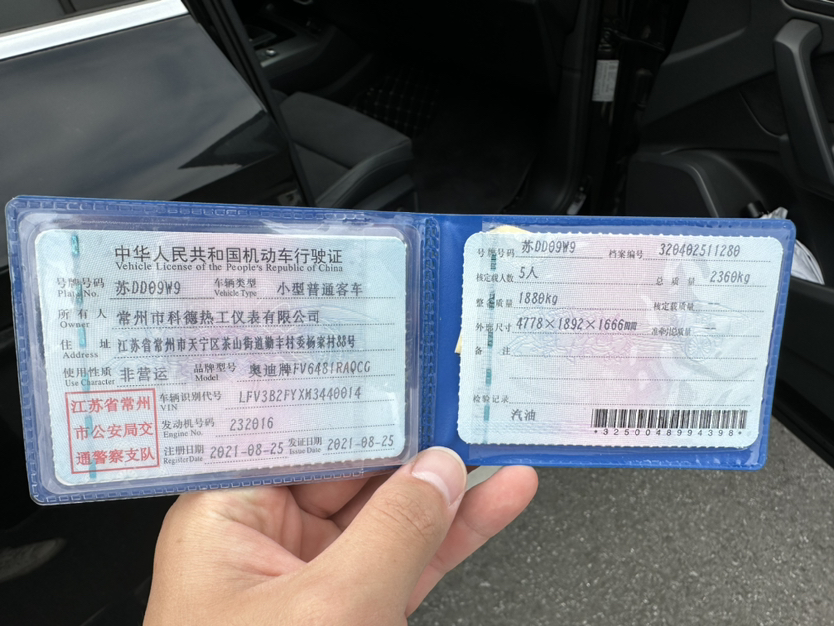 中华人民共和国机动车行驶证
Vehicle License of the People's Republic of China
号牌号码 苏DD09W9 车辆类型 小型普通客车
Plate No. Vehicle Type
所有人 常州市科德热工仪表有限公司
Owner
住址 江苏省常州市天宁区茶山街道勤丰村委杨家村88号
Address
使用性质 非营运 品牌型号 奥迪牌FV6481RAQCG
Use Character Model
江苏省常州
市公安局交
通警察支队
车辆识别代号 LFV3B2FYXM3440014
VIN
发动机号码 232016
Engine No.
注册日期 2021-08-25 发证日期 2021-08-25
Register Date Issue Date
号牌号码 苏DD09W9 档案编号 320402511280
核定载人数 5人 总质量 2360kg
整备质量 1880kg 核定载质量 --
外廓尺寸 4778×1892×1666mm 准牵引总质量 --
备注
检验记录
汽油
*3250048994398*